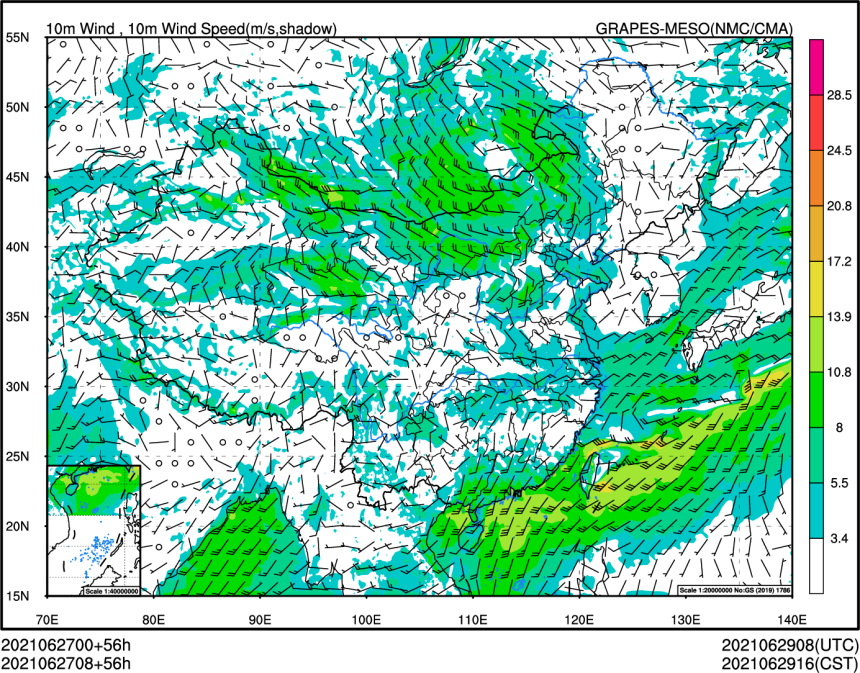 10m Wind , 10m Wind Speed(m/s,shadow) GRAPES-MESO(NMC/CMA)
55N
50N
45N
40N
35N
30N
25N
20N
15N
28.5
24.5
20.8
17.2
13.9
10.8
8
5.5
3.4
Scale 1:40000000
Scale 1:20000000 No:GS (2019) 1786
70E 80E 90E 100E 110E 120E 130E 140E
2021062700+56h 2021062908(UTC)
2021062708+56h 2021062916(CST)